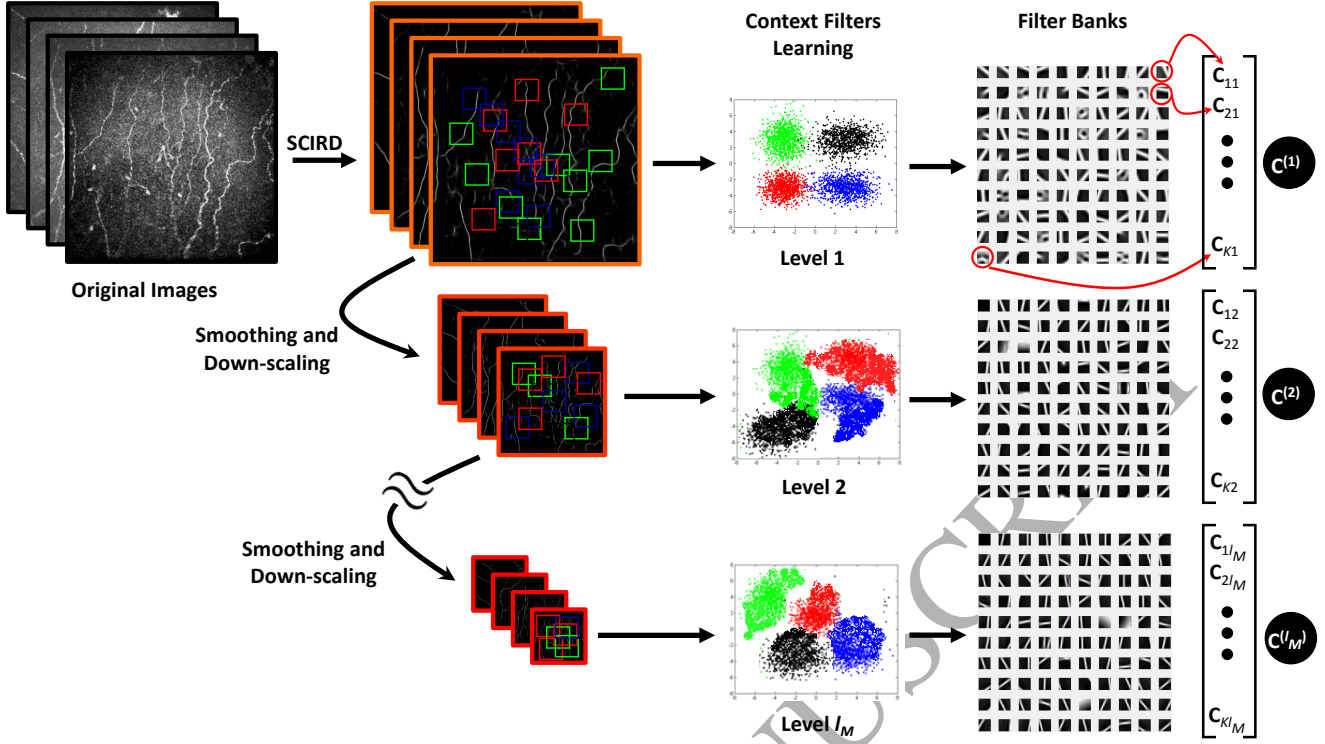 Context Filters
Learning
Filter Banks
SCIRD
Original Images
Level 1
C11
C21
CK1
C(1)
Smoothing and
Down-scaling
Level 2
C12
C22
CK2
C(2)
Smoothing and
Down-scaling
Level lM
C1lM
C2lM
CKlM
C(lM)